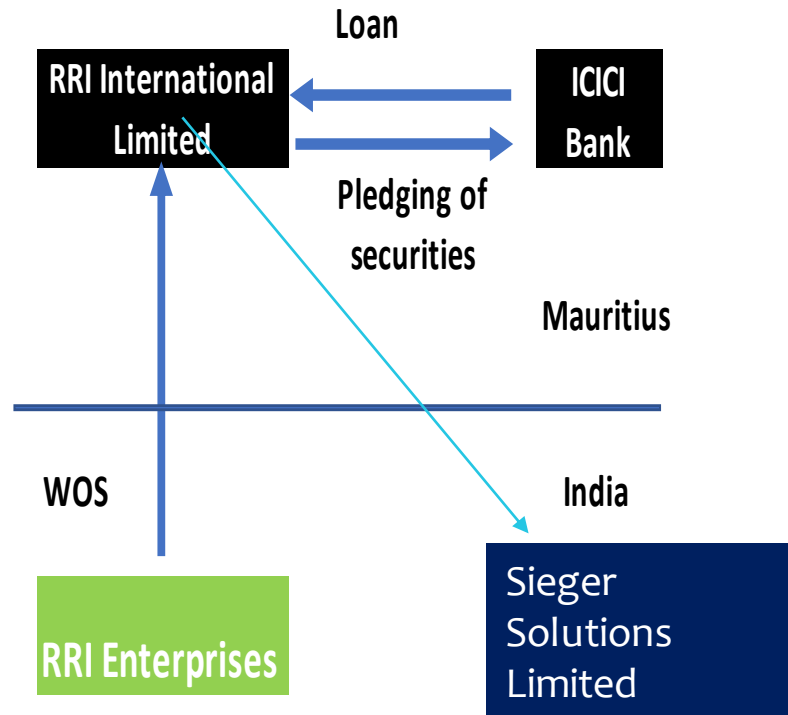 Loan
RRI International
Limited
ICICI
Bank
Pledging of
securities
Mauritius
WOS
India
RRI Enterprises
Sieger
Solutions
Limited